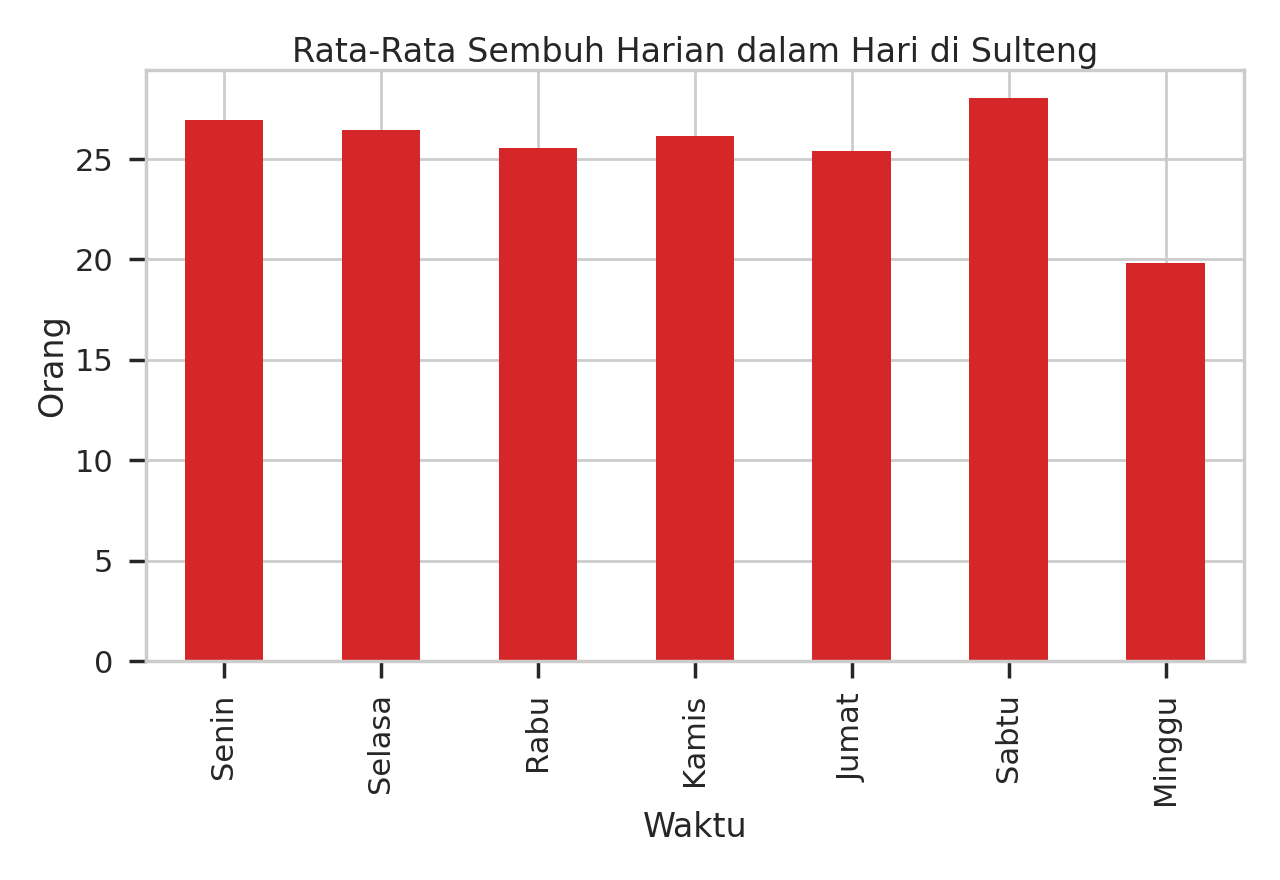 Rata-Rata Sembuh Harian dalam Hari di Sulteng
Orang
25
20
15
10
5
0
Senin
Selasa
Rabu
Kamis
Jumat
Sabtu
Minggu
Waktu